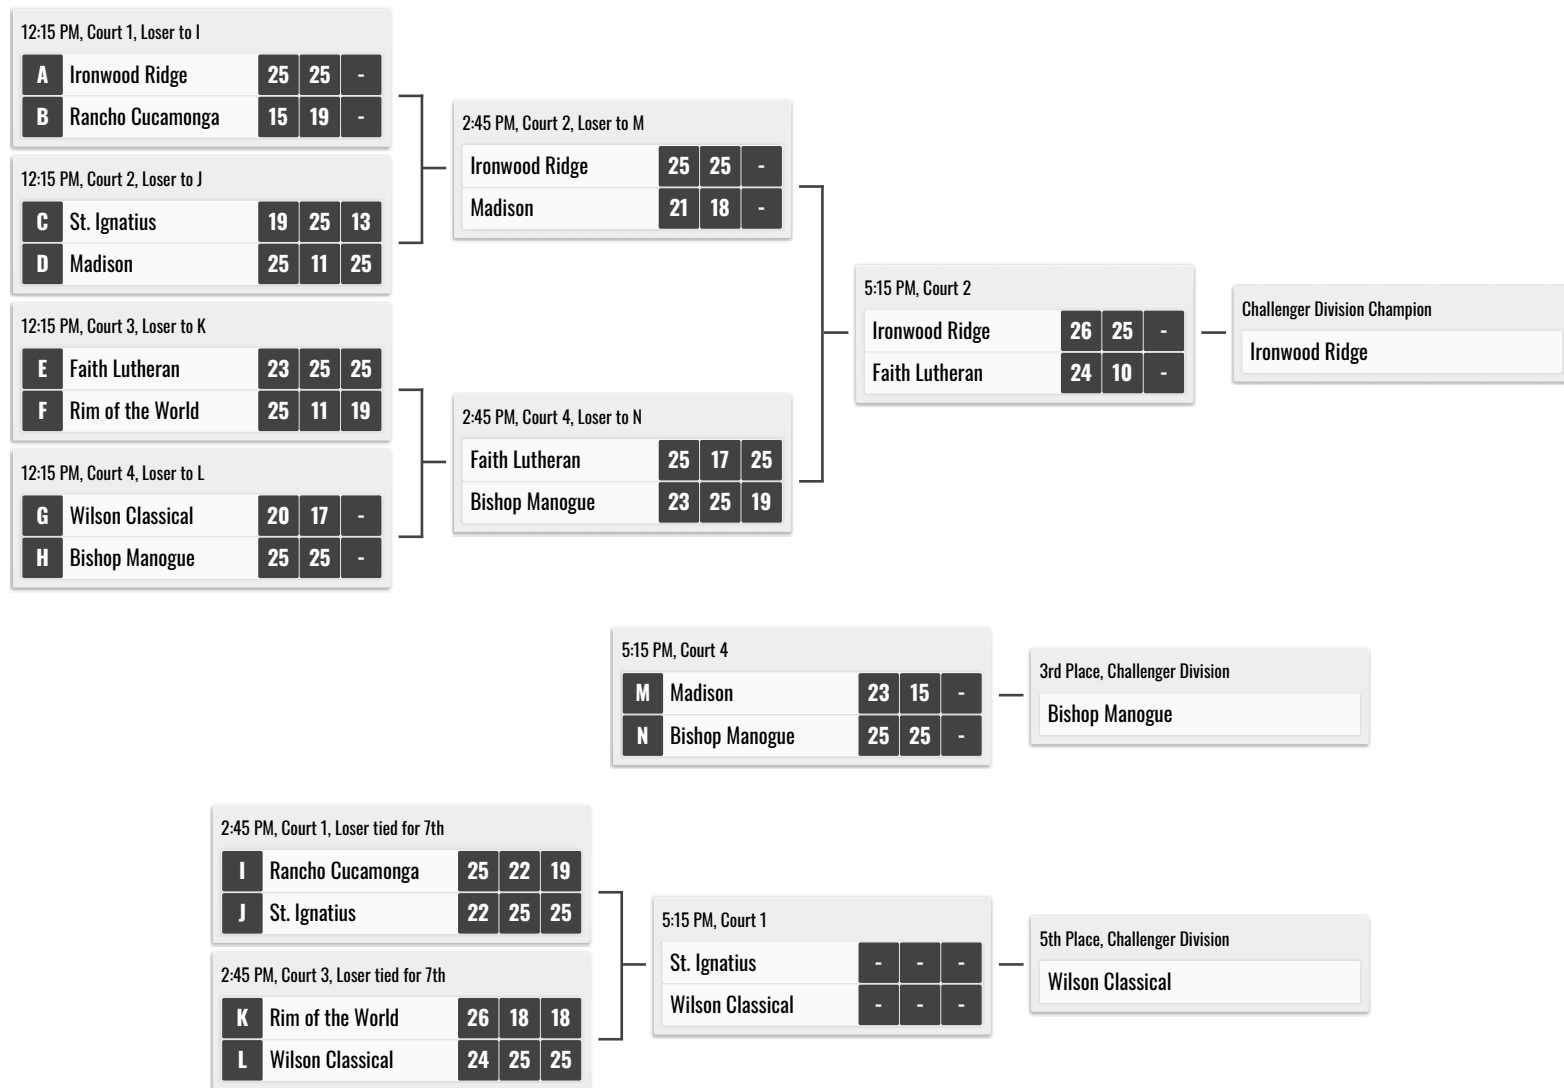 12:15 PM, Court 1, Loser to I
A Ironwood Ridge 25 25 -
B Rancho Cucamonga 15 19 -
12:15 PM, Court 2, Loser to J
C St. Ignatius 19 25 13
D Madison 25 11 25
12:15 PM, Court 3, Loser to K
E Faith Lutheran 23 25 25
F Rim of the World 25 11 19
12:15 PM, Court 4, Loser to L
G Wilson Classical 20 17 -
H Bishop Manogue 25 25 -
2:45 PM, Court 2, Loser to M
Ironwood Ridge 25 25 -
Madison 21 18 -
2:45 PM, Court 4, Loser to N
Faith Lutheran 25 17 25
Bishop Manogue 23 25 19
5:15 PM, Court 2
Ironwood Ridge 26 25 -
Faith Lutheran 24 10 -
Challenger Division Champion
Ironwood Ridge
5:15 PM, Court 4
M Madison 23 15 -
N Bishop Manogue 25 25 -
3rd Place, Challenger Division
Bishop Manogue
2:45 PM, Court 1, Loser tied for 7th
I Rancho Cucamonga 25 22 19
J St. Ignatius 22 25 25
2:45 PM, Court 3, Loser tied for 7th
K Rim of the World 26 18 18
L Wilson Classical 24 25 25
5:15 PM, Court 1
St. Ignatius - - -
Wilson Classical - - -
5th Place, Challenger Division
Wilson Classical